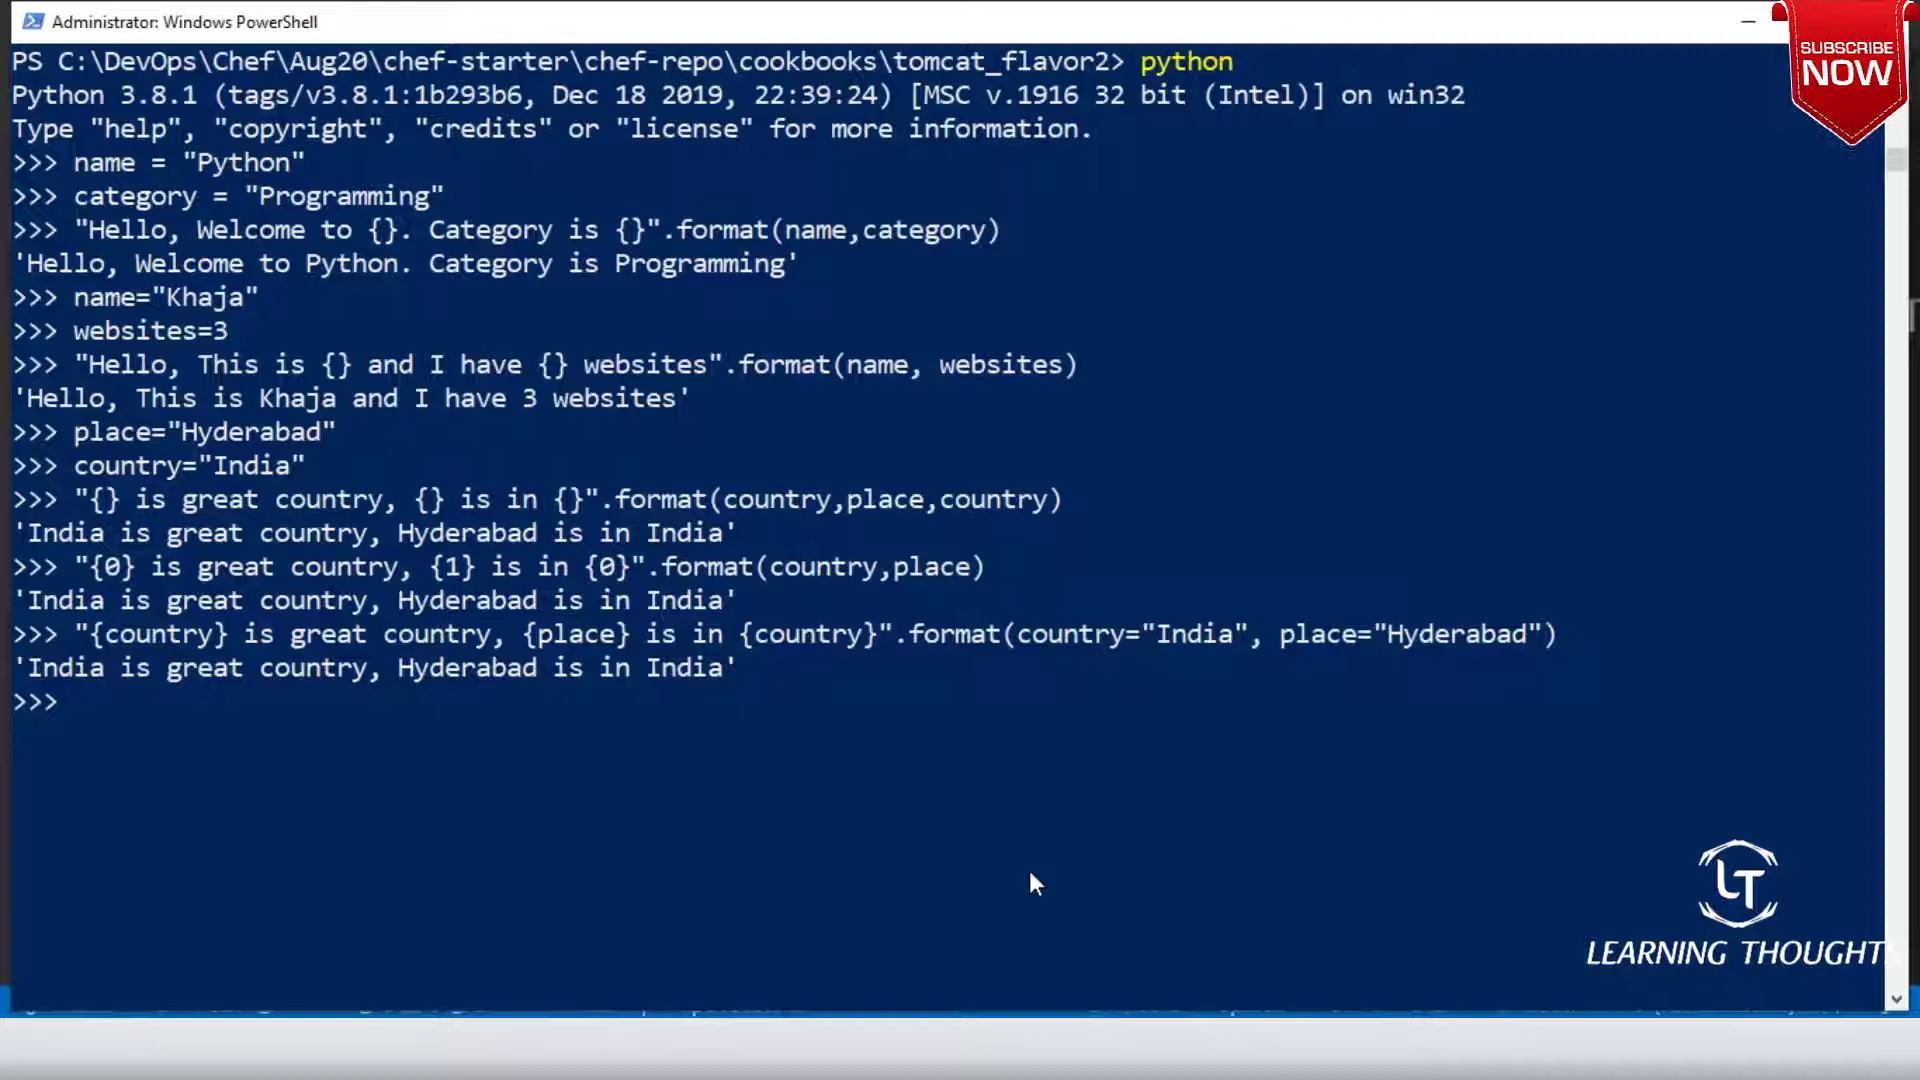 Administrator: Windows PowerShell
SUBSCRIBE
NOW
PS C:\DevOps\Chef\Aug20\chef-starter\chef-repo\cookbooks\tomcat_flavor2> python
Python 3.8.1 (tags/v3.8.1:1b293b6, Dec 18 2019, 22:39:24) [MSC v.1916 32 bit (Intel)] on win32
Type "help", "copyright", "credits" or "license" for more information.
>>> name = "Python"
>>> category = "Programming"
>>> "Hello, Welcome to {}. Category is {}".format(name,category)
'Hello, Welcome to Python. Category is Programming'
>>> name="Khaja"
>>> websites=3
>>> "Hello, This is {} and I have {} websites".format(name, websites)
'Hello, This is Khaja and I have 3 websites'
>>> place="Hyderabad"
>>> country="India"
>>> "{} is great country, {} is in {}".format(country,place,country)
'India is great country, Hyderabad is in India'
>>> "{0} is great country, {1} is in {0}".format(country,place)
'India is great country, Hyderabad is in India'
>>> "{country} is great country, {place} is in {country}".format(country="India", place="Hyderabad")
'India is great country, Hyderabad is in India'
>>>
LT
LEARNING THOUGHT